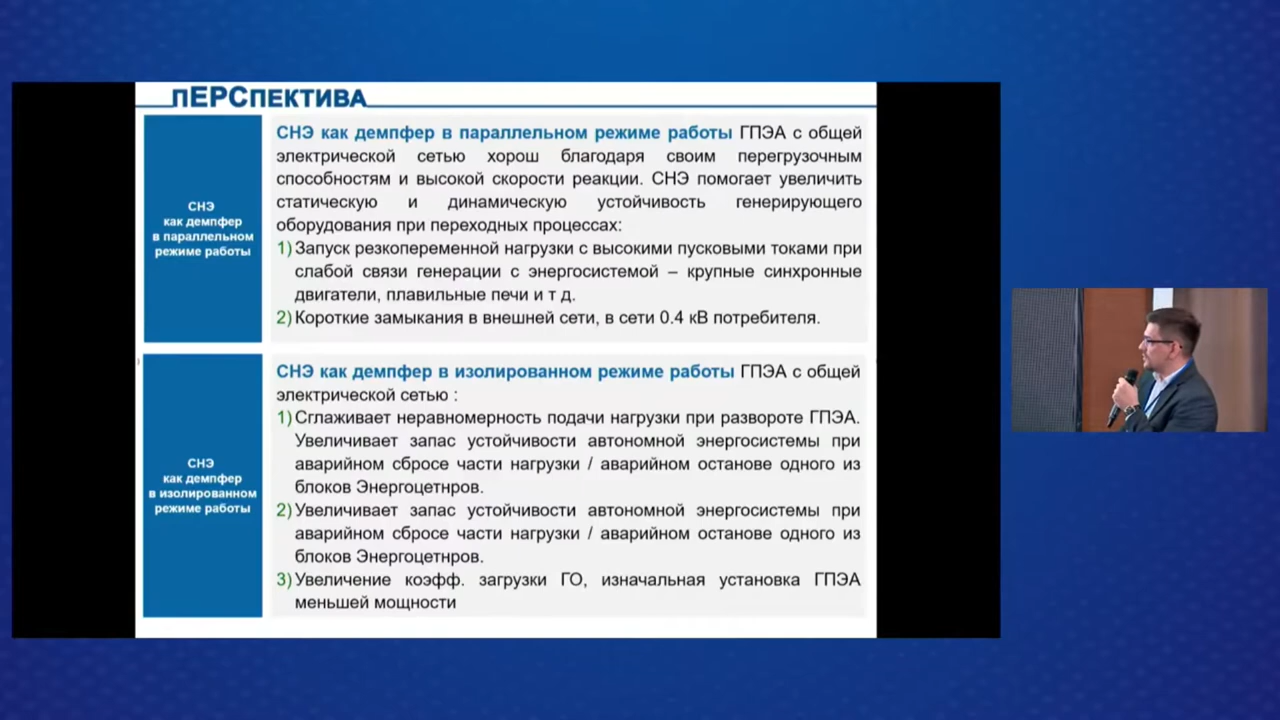 пЕРСпектива
СНЭ
как демпфер
в параллельном
режиме работы
СНЭ как демпфер в параллельном режиме работы ГПЭА с общей
электрической сетью хорош благодаря своим перегрузочным
способностям и высокой скорости реакции. СНЭ помогает увеличить
статическую и динамическую устойчивость генерирующего
оборудования при переходных процессах:
1) Запуск резкопеременной нагрузки с высокими пусковыми токами при
слабой связи генерации с энергосистемой – крупные синхронные
двигатели, плавильные печи и т д.
2) Короткие замыкания в внешней сети, в сети 0.4 кВ потребителя.
СНЭ
как демпфер
в изолированном
режиме работы
СНЭ как демпфер в изолированном режиме работы ГПЭА с общей
электрической сетью :
1) Сглаживает неравномерность подачи нагрузки при развороте ГПЭА.
Увеличивает запас устойчивости автономной энергосистемы при
аварийном сбросе части нагрузки / аварийном останове одного из
блоков Энергоцетнров.
2) Увеличивает запас устойчивости автономной энергосистемы при
аварийном сбросе части нагрузки / аварийном останове одного из
блоков Энергоцетнров.
3) Увеличение коэфф. загрузки ГО, изначальная установка ГПЭА
меньшей мощности